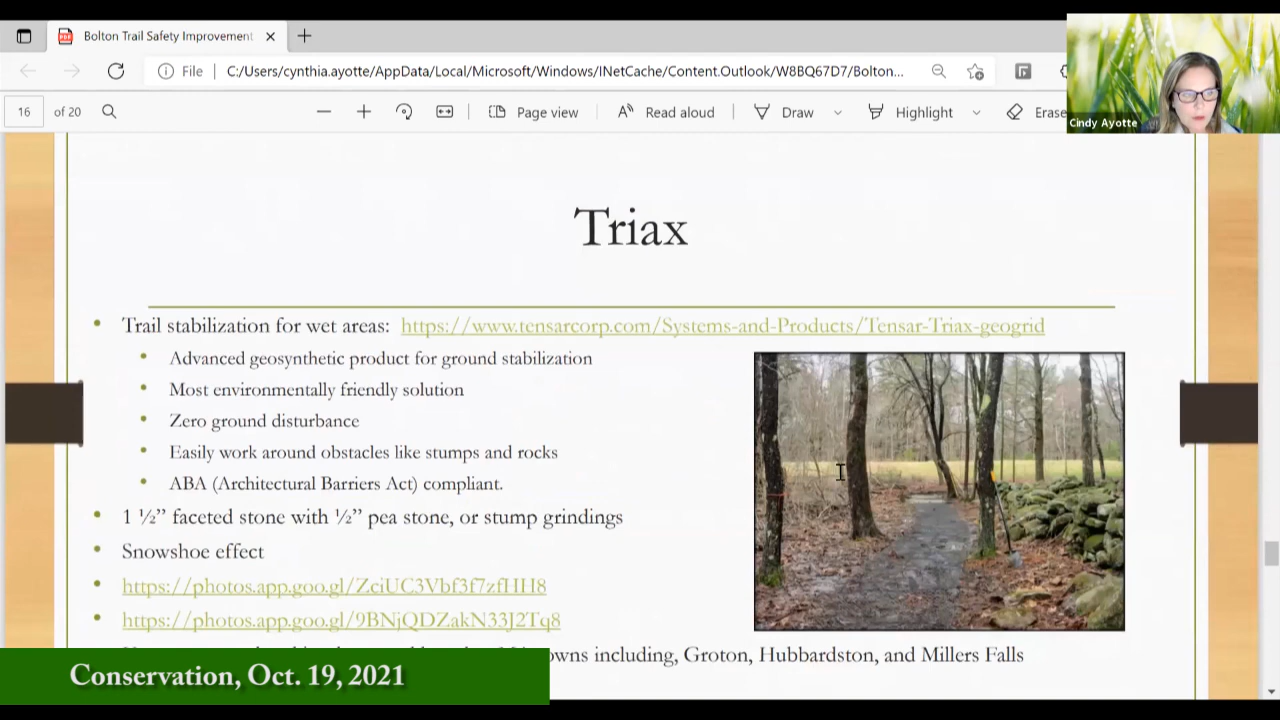 Bolton Trail Safety Improvement
File
C:/Users/cynthia.ayotte/AppData/Local/Microsoft/Windows/INetCache/Content.Outlook/W8BQ67D7/Bolton...
16 of 20
Page view
Read aloud
Draw
Highlight
Erase
Cindy Ayotte
Triax
• Trail stabilization for wet areas: https://www.tensarcorp.com/Systems-and-Products/Tensar-Triax-geogrid
• Advanced geosynthetic product for ground stabilization
• Most environmentally friendly solution
• Zero ground disturbance
• Easily work around obstacles like stumps and rocks
• ABA (Architectural Barriers Act) compliant.
• 1 ½” faceted stone with ½” pea stone, or stump grindings
• Snowshoe effect
• https://photos.app.goo.gl/ZciUC3Vbf3f7zfHH8
• https://photos.app.goo.gl/9BNjQDZakN33J2Tq8
owns including, Groton, Hubbardston, and Millers Falls
Conservation, Oct. 19, 2021